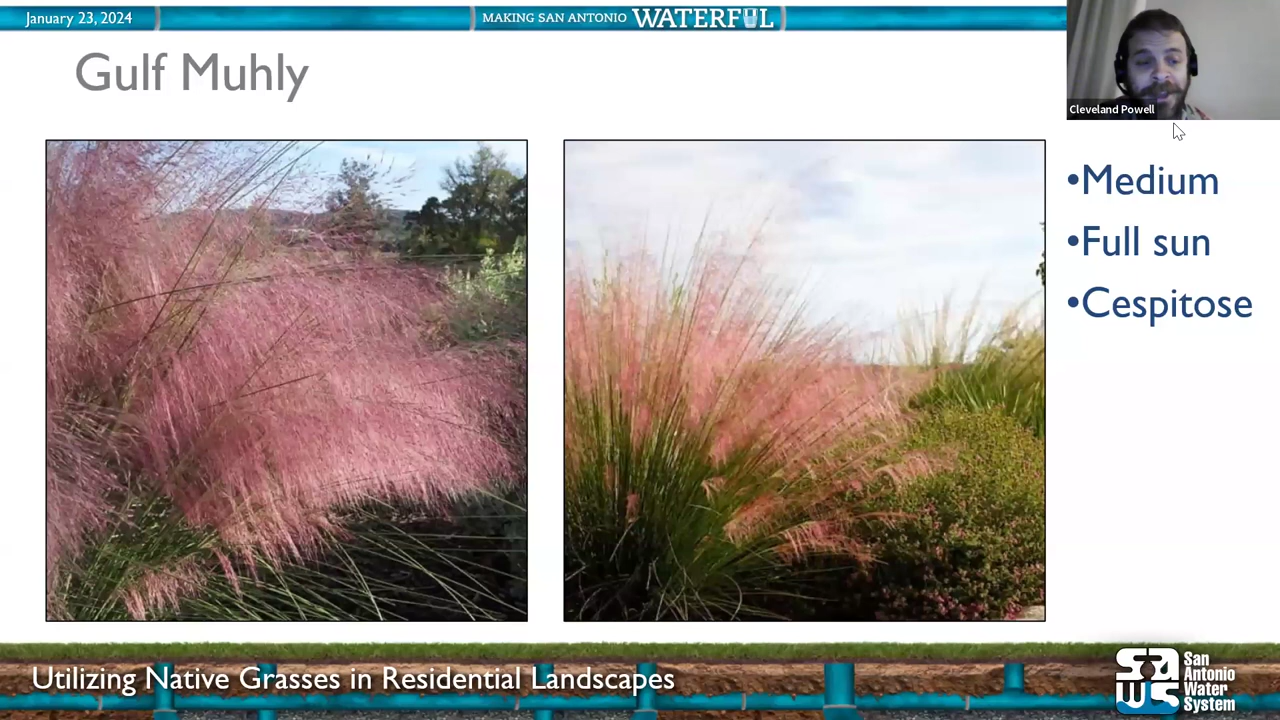 January 23, 2024
MAKING SAN ANTONIO WATERFUL
Gulf Muhly
Cleveland Powell
•Medium
•Full sun
•Cespitose
Utilizing Native Grasses in Residential Landscapes
SAWS
San
Antonio
Water
System